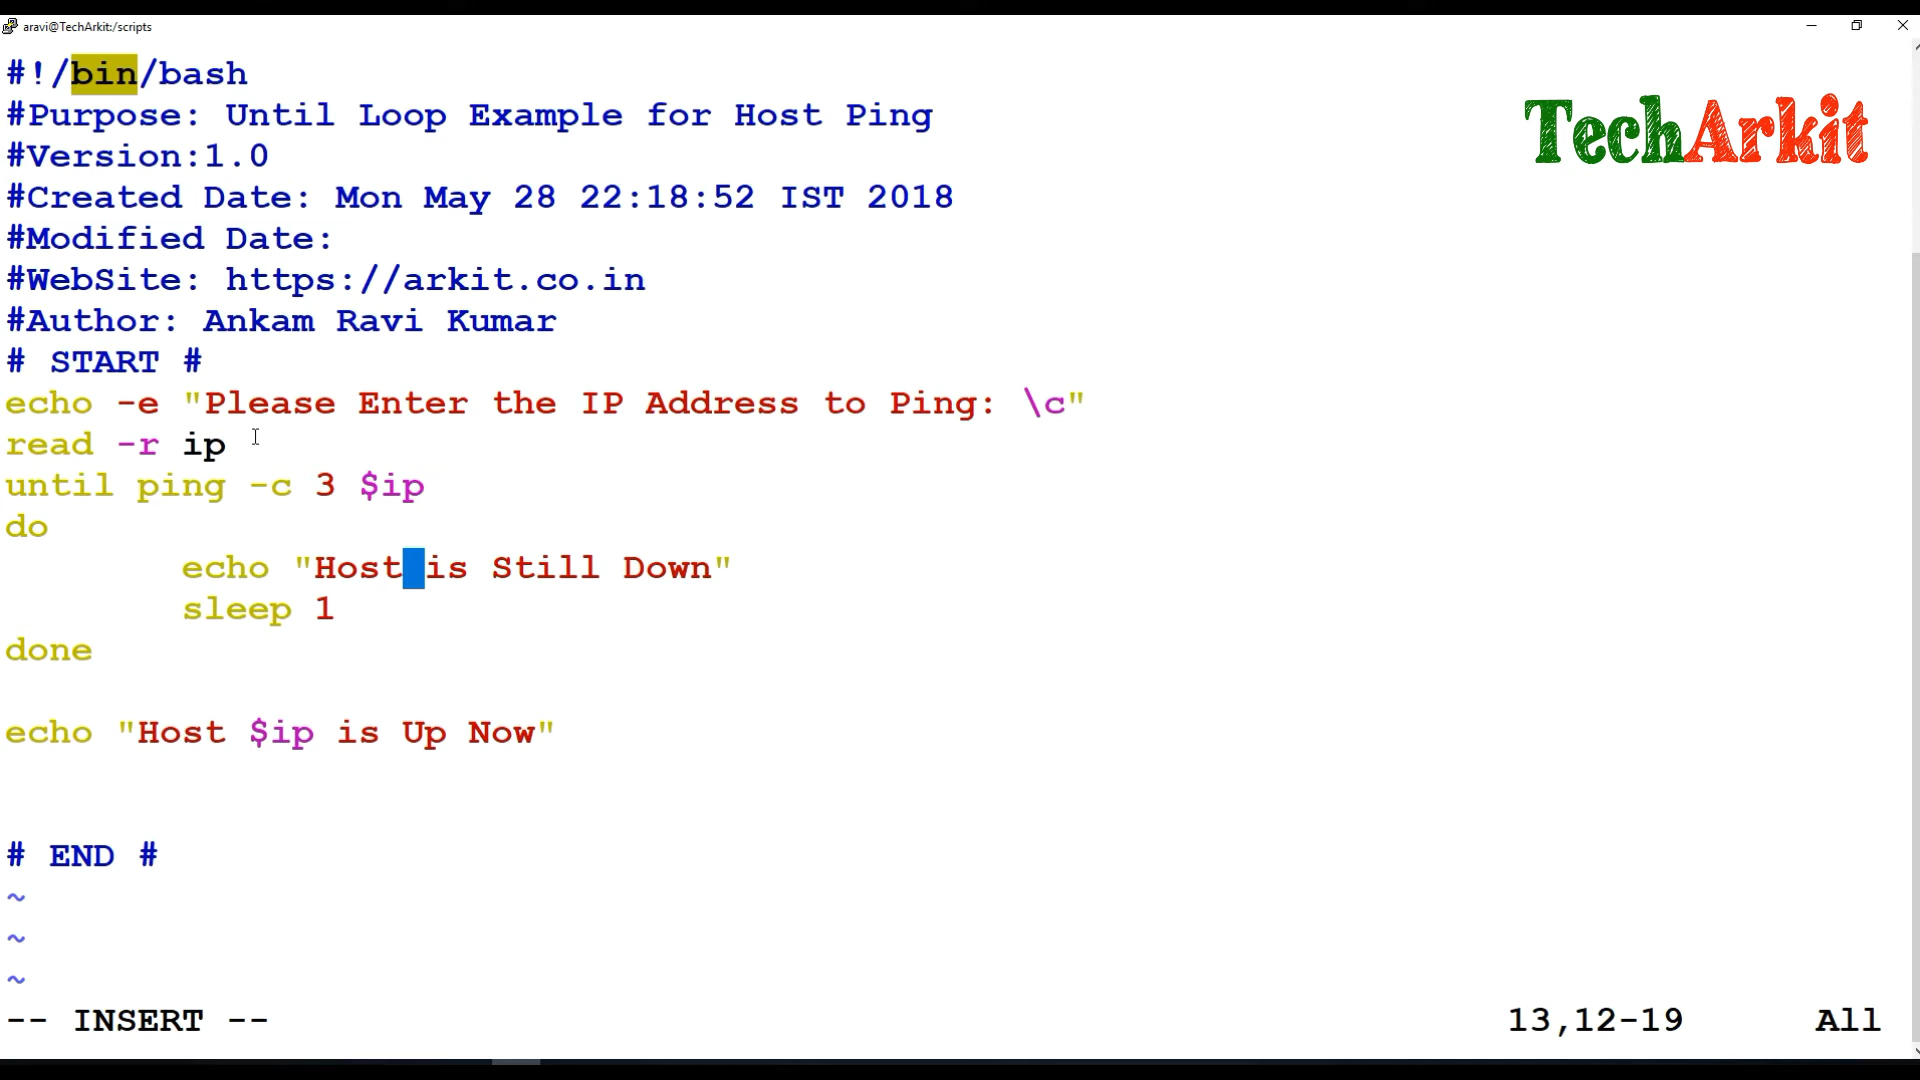 aravi@TechArkit:/scripts
#!/bin/bash
TechArkit
#Purpose: Until Loop Example for Host Ping
#Version:1.0
#Created Date: Mon May 28 22:18:52 IST 2018
#Modified Date:
#WebSite: https://arkit.co.in
#Author: Ankam Ravi Kumar
# START #
echo -e "Please Enter the IP Address to Ping: \c"
read -r ip
until ping -c 3 $ip
do
        echo "Host is Still Down"
        sleep 1
done
echo "Host $ip is Up Now"
# END #
~
~
~
-- INSERT -- 13,12-19 All